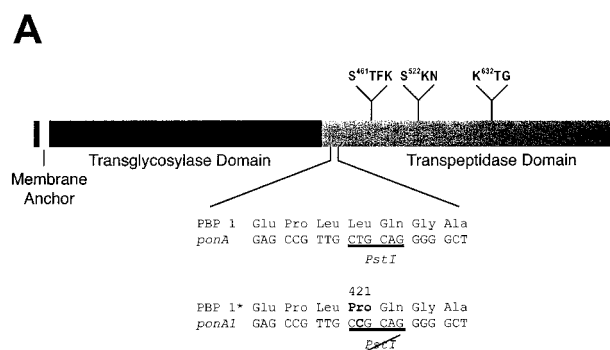 A
S461TFK S522KN K632TG
Transglycosylase Domain Transpeptidase Domain
Membrane
Anchor
PBP 1 Glu Pro Leu Leu Gln Gly Ala
ponA GAG CCG TTG CTG CAG GGG GCT
PstI
421
PBP 1* Glu Pro Leu Pro Gln Gly Ala
ponA1 GAG CCG TTG CCG CAG GGG GCT
PstI